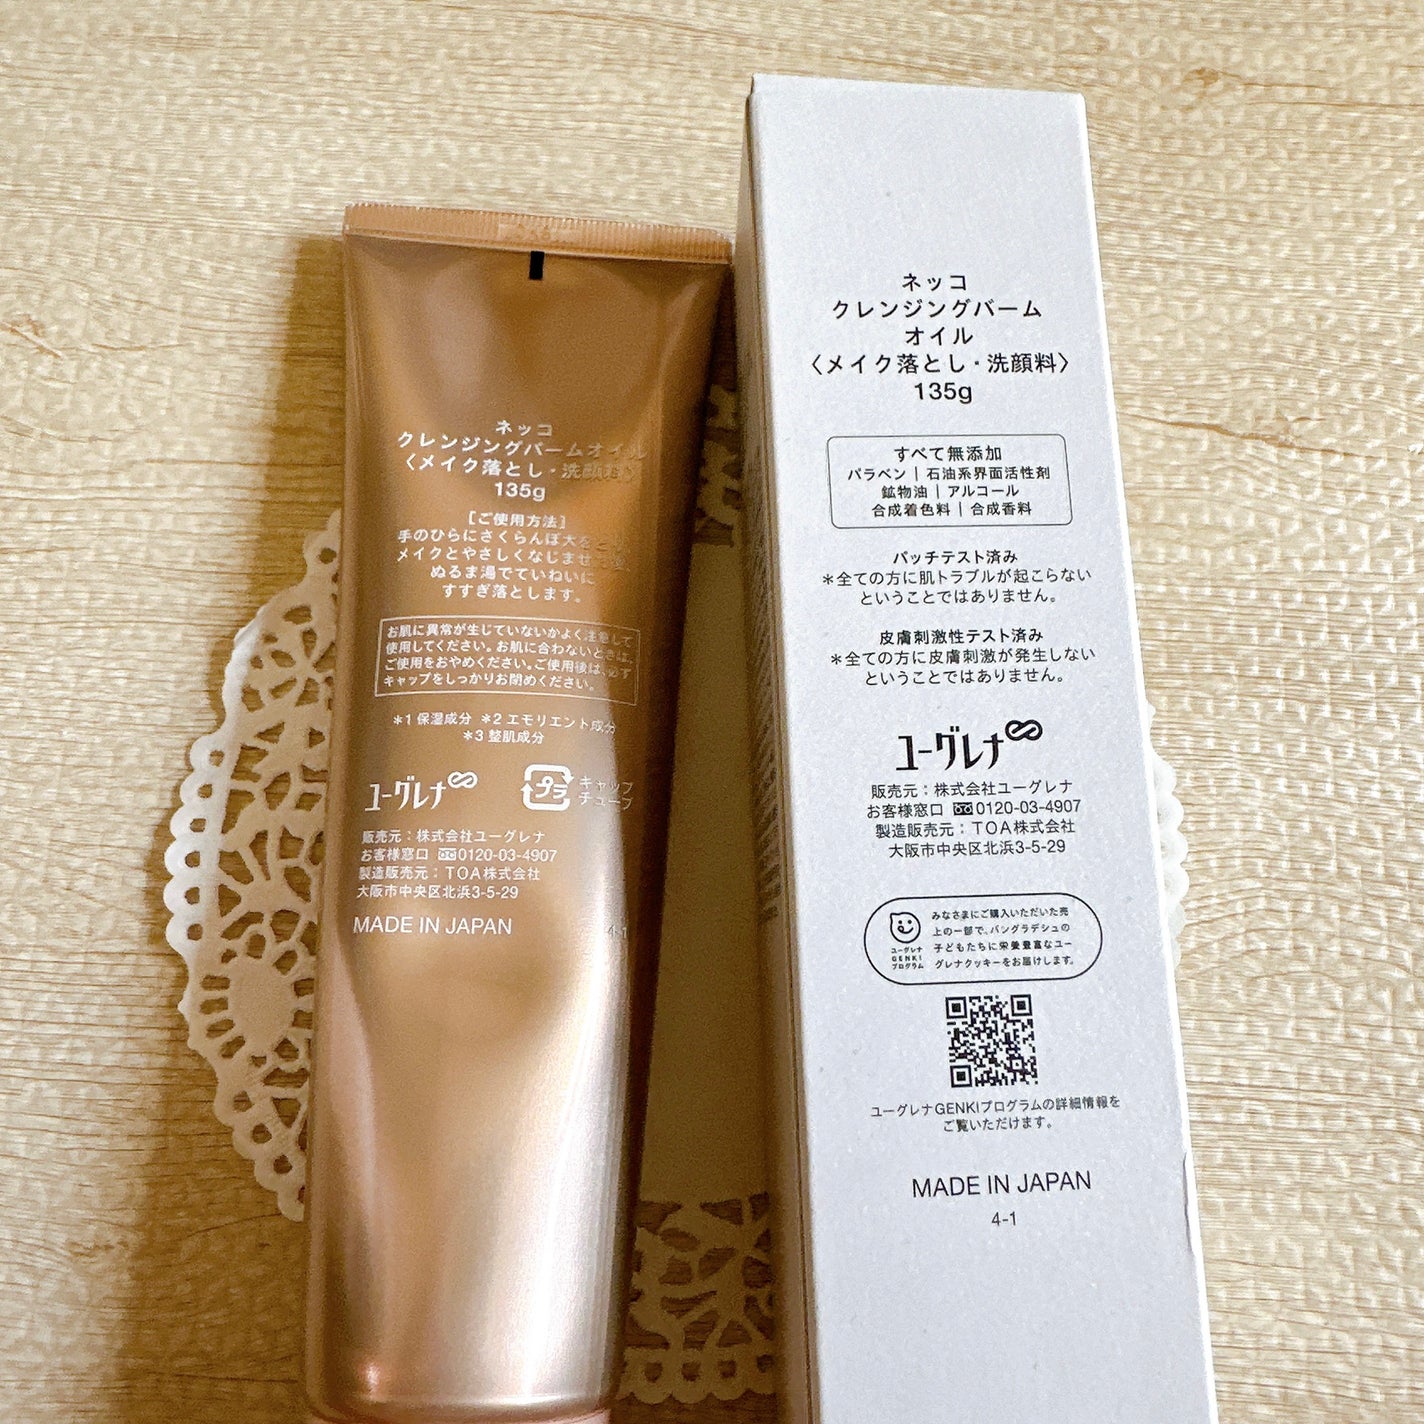 ネッコ
クレンジングバームオイル
〈メイク落とし・洗顔料〉
135g
［ご使用方法］
手のひらにさくらんぼ大を
メイクとやさしくなじませ
ぬるま湯でていねいに
すすぎ落とします。
お肌に異常が生じていないかよく注意して
使用してください。お肌に合わないときは、
ご使用をおやめください。ご使用後は、必ず
キャップをしっかりお閉めください。
＊1 保湿成分 ＊2 エモリエント成分
＊3 整肌成分
ユーグレナ
プラ
キャップ
チューブ
販売元：株式会社ユーグレナ
お客様窓口 0120-03-4907
製造販売元：TOA株式会社
大阪市中央区北浜3-5-29
MADE IN JAPAN
4-1
ネッコ
クレンジングバーム
オイル
〈メイク落とし・洗顔料〉
135g
すべて無添加
パラベン｜石油系界面活性剤
鉱物油｜アルコール
合成着色料｜合成香料
パッチテスト済み
＊全ての方に肌トラブルが起こらない
ということではありません。
皮膚刺激性テスト済み
＊全ての方に皮膚刺激が発生しない
ということではありません。
ユーグレナ
販売元：株式会社ユーグレナ
お客様窓口 0120-03-4907
製造販売元：TOA株式会社
大阪市中央区北浜3-5-29
ユーグレナ
GENKI
プログラム
みなさまにご購入いただいた売
上の一部で、バングラデシュの
子どもたちに栄養豊富なユー
グレナクッキーをお届けします。
ユーグレナGENKIプログラムの詳細情報を
ご覧いただけます。
MADE IN JAPAN
4-1